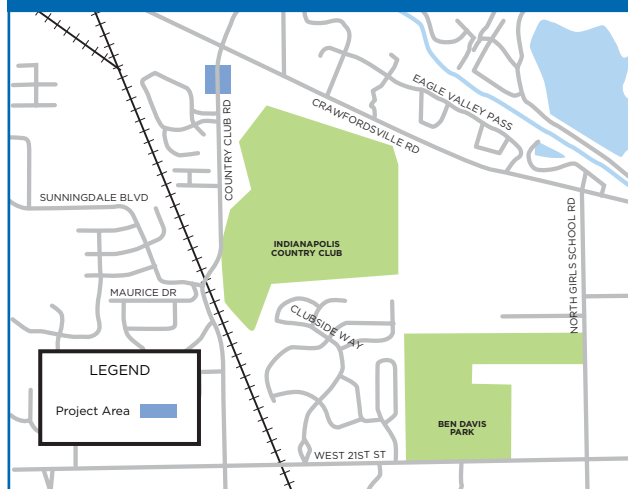 EAGLE VALLEY PASS
CRAWFORDSVILLE RD
COUNTRY CLUB RD
SUNNINGDALE BLVD
NORTH GIRLS SCHOOL RD
INDIANAPOLIS
COUNTRY CLUB
MAURICE DR
CLUBSIDE WAY
LEGEND
Project Area
BEN DAVIS
PARK
WEST 21ST ST